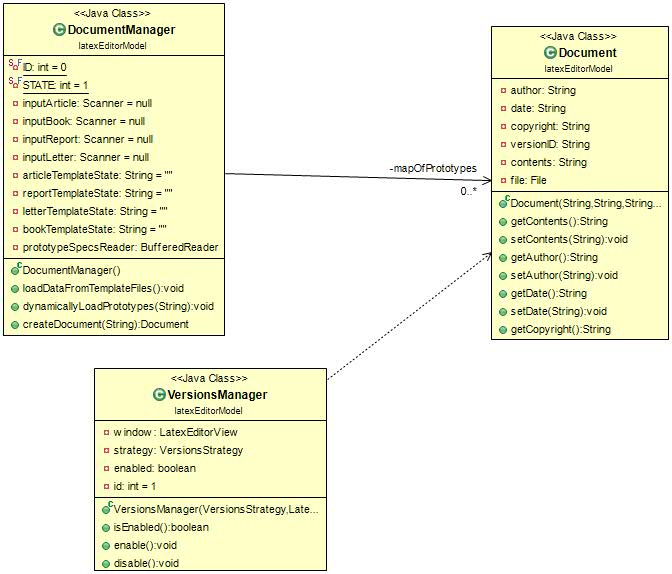 <<Java Class>>
DocumentManager
latexEditorModel
ID: int = 0
STATE: int = 1
inputArticle: Scanner = null
inputBook: Scanner = null
inputReport: Scanner = null
inputLetter: Scanner = null
articleTemplateState: String = ""
reportTemplateState: String = ""
letterTemplateState: String = ""
bookTemplateState: String = ""
prototypeSpecsReader: BufferedReader
DocumentManager()
loadDataFromTemplateFiles():void
dynamicallyLoadPrototypes(String):void
createDocument(String):Document
-mapOfPrototypes
0..*
<<Java Class>>
Document
latexEditorModel
author: String
date: String
copyright: String
versionID: String
contents: String
file: File
Document(String,String,String...
getContents():String
setContents(String):void
getAuthor():String
setAuthor(String):void
getDate():String
setDate(String):void
getCopyright():String
<<Java Class>>
VersionsManager
latexEditorModel
window: LatexEditorView
strategy: VersionsStrategy
enabled: boolean
id: int = 1
VersionsManager(VersionsStrategy,Late...
isEnabled():boolean
enable():void
disable():void